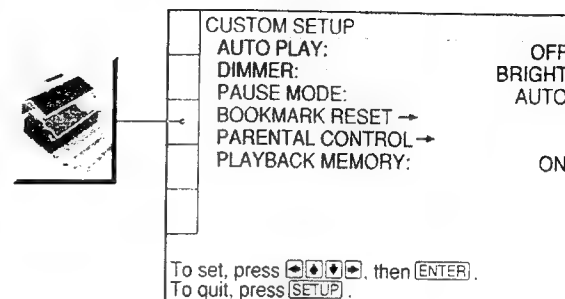 CUSTOM SETUP
AUTO PLAY: OFF
DIMMER: BRIGHT
PAUSE MODE: AUTO
BOOKMARK RESET →
PARENTAL CONTROL →
PLAYBACK MEMORY: ON
To set, press ←↑↓→, then ENTER.
To quit, press SETUP.